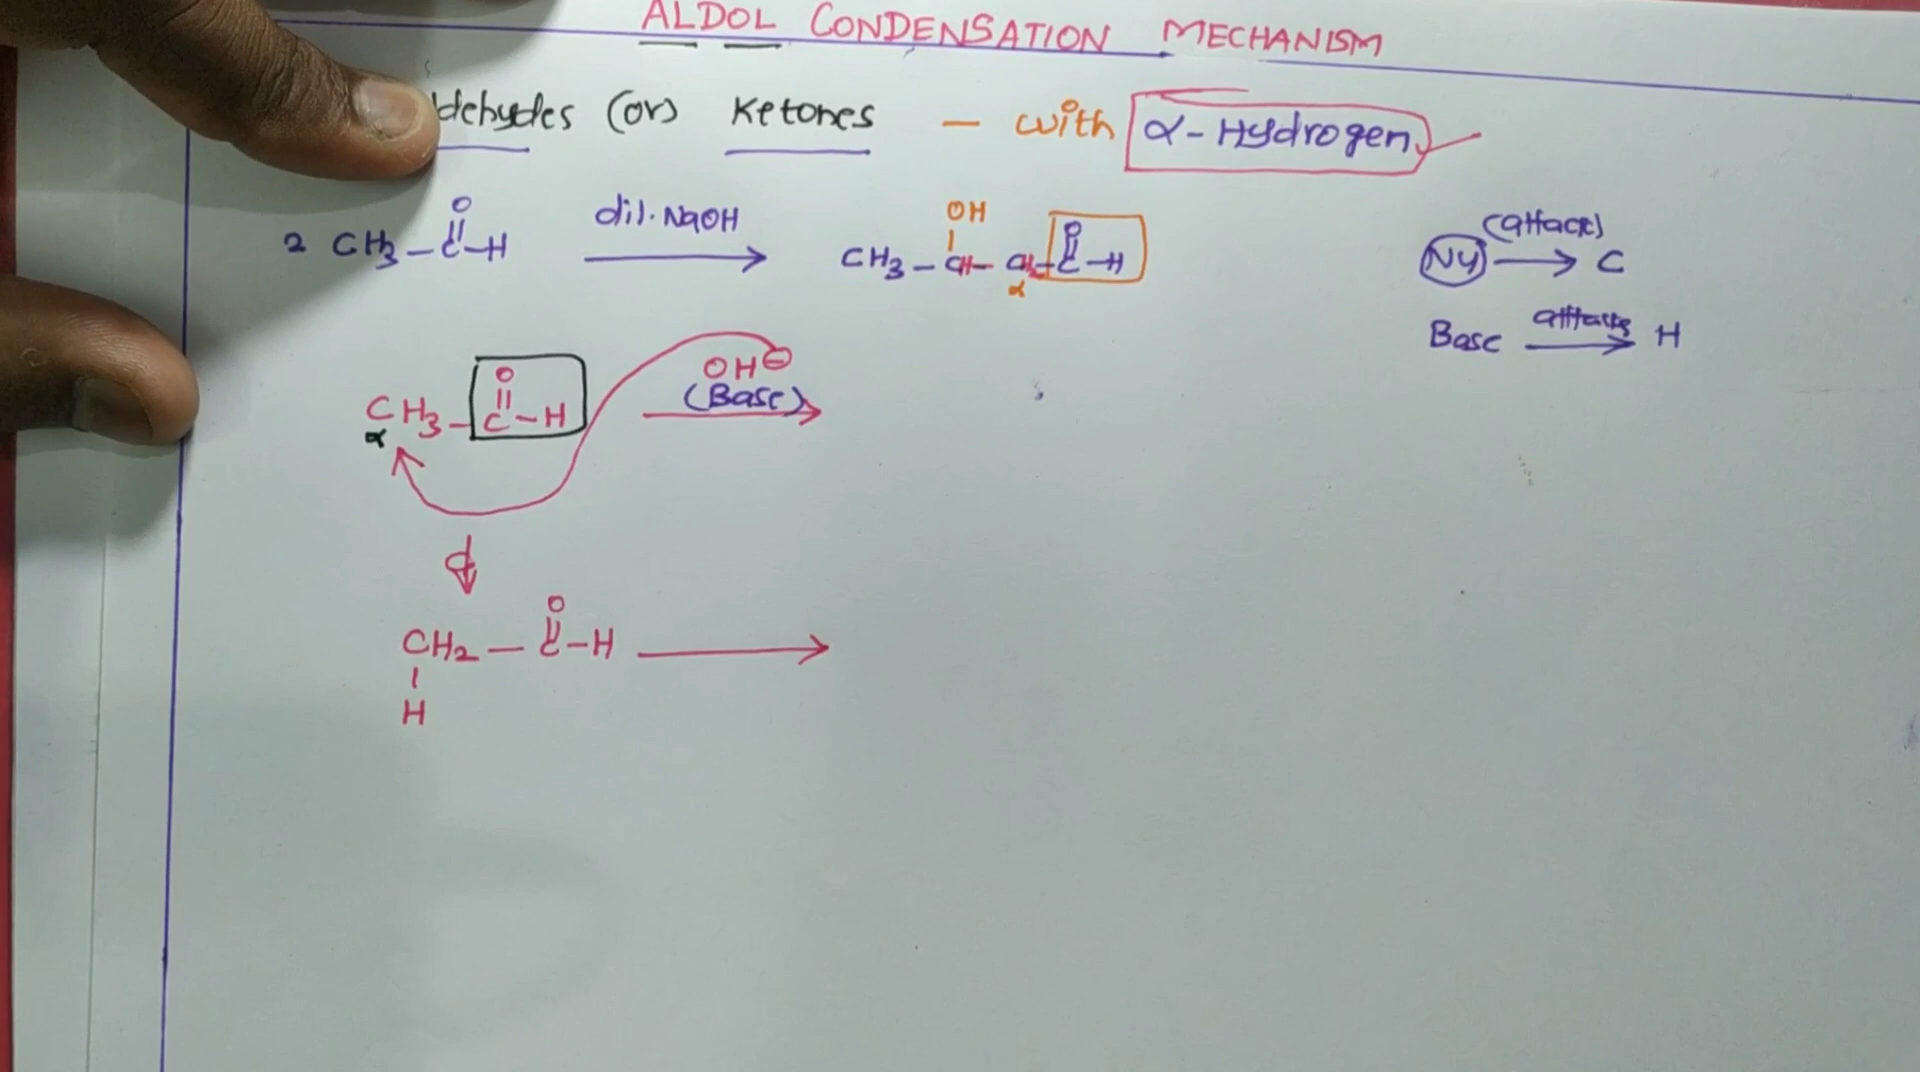 ALDOL CONDENSATION MECHANISM
ldehydes (or) Ketones - with α-Hydrogen
O OH O
2 CH3-C-H dil. NaOH → CH3-CH-CH2-C-H
α
(attack)
Nu → C
Base attacks → H
O
CH3-C-H OH⊖ (Base) →
α
O
CH2-C-H →
H